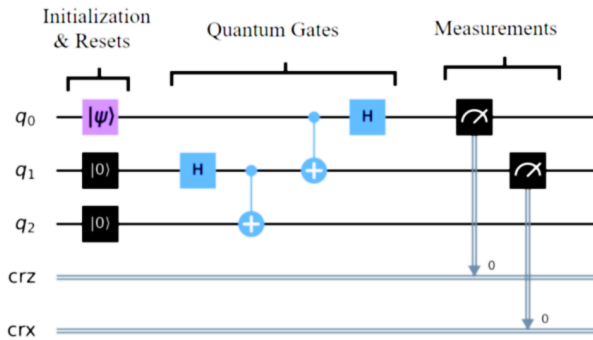 Initialization
& Resets
Quantum Gates
Measurements
q0 |ψ⟩ H
q1 |0⟩ H
q2 |0⟩
crz 0
crx 0